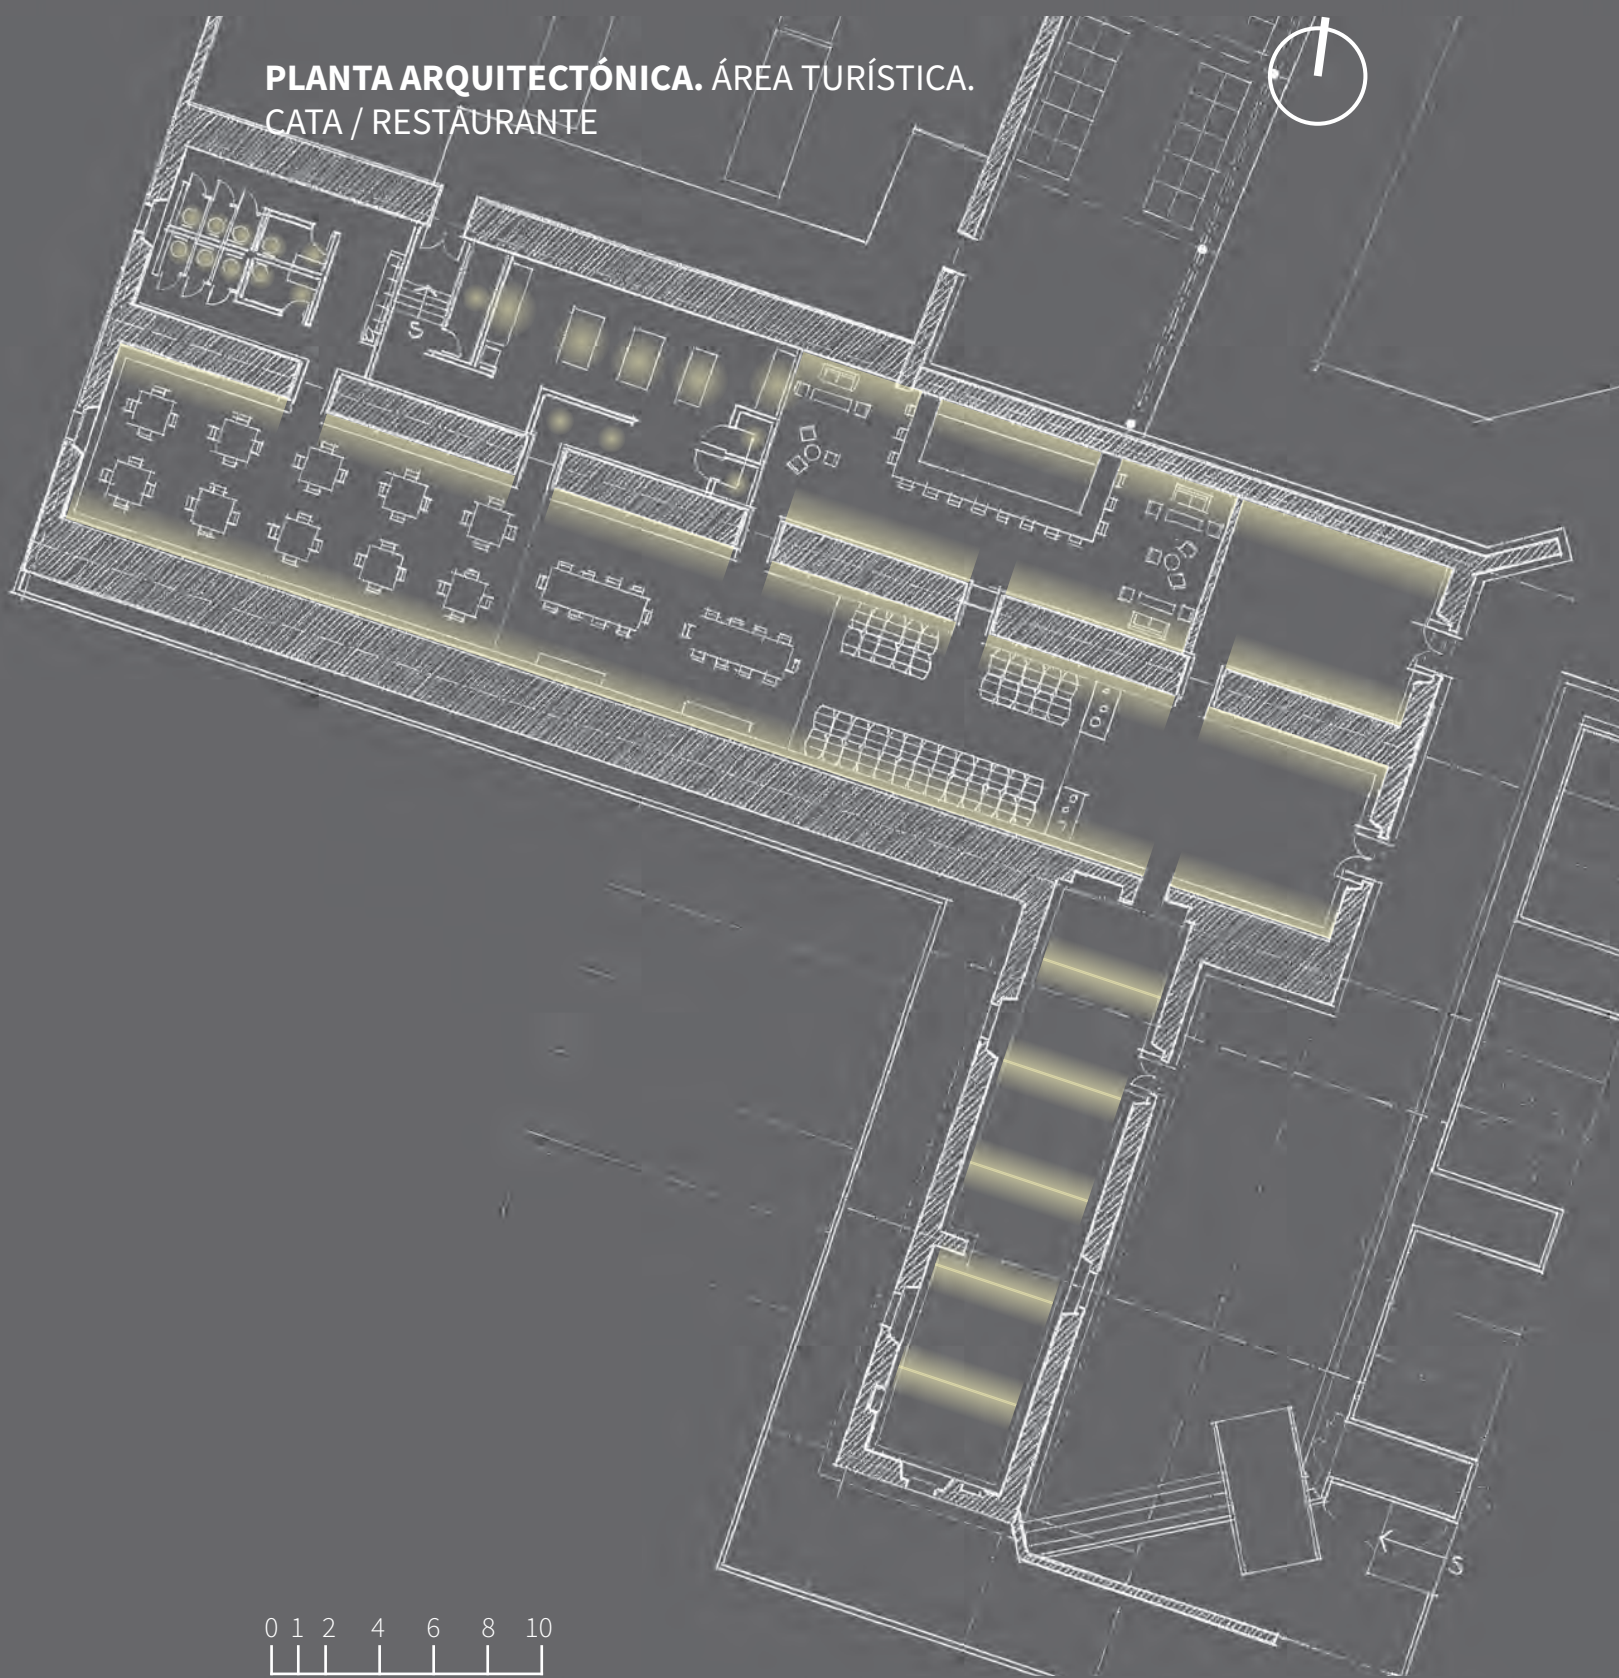 PLANTA ARQUITECTÓNICA. ÁREA TURÍSTICA.
CATA / RESTAURANTE
S
S
0 1 2 4 6 8 10